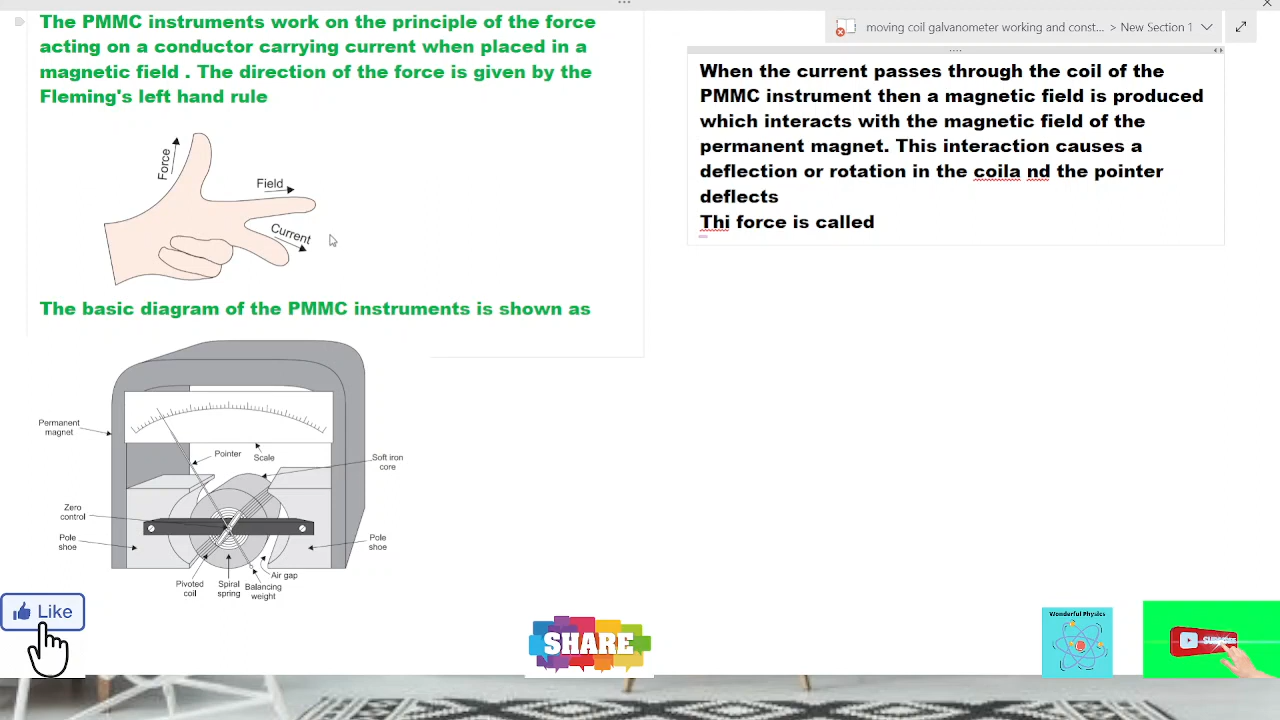 The PMMC instruments work on the principle of the force
acting on a conductor carrying current when placed in a
magnetic field . The direction of the force is given by the
Fleming's left hand rule
Force
Field
Current
The basic diagram of the PMMC instruments is shown as
Permanent
magnet
Pointer
Scale
Soft iron
core
Zero
control
Pole
shoe
Pole
shoe
Air gap
Pivoted
coil
Spiral
spring
Balancing
weight
moving coil galvanometer working and const... > New Section 1
When the current passes through the coil of the
PMMC instrument then a magnetic field is produced
which interacts with the magnetic field of the
permanent magnet. This interaction causes a
deflection or rotation in the coila nd the pointer
deflects
Thi force is called
Like
SHARE
Wonderful Physics